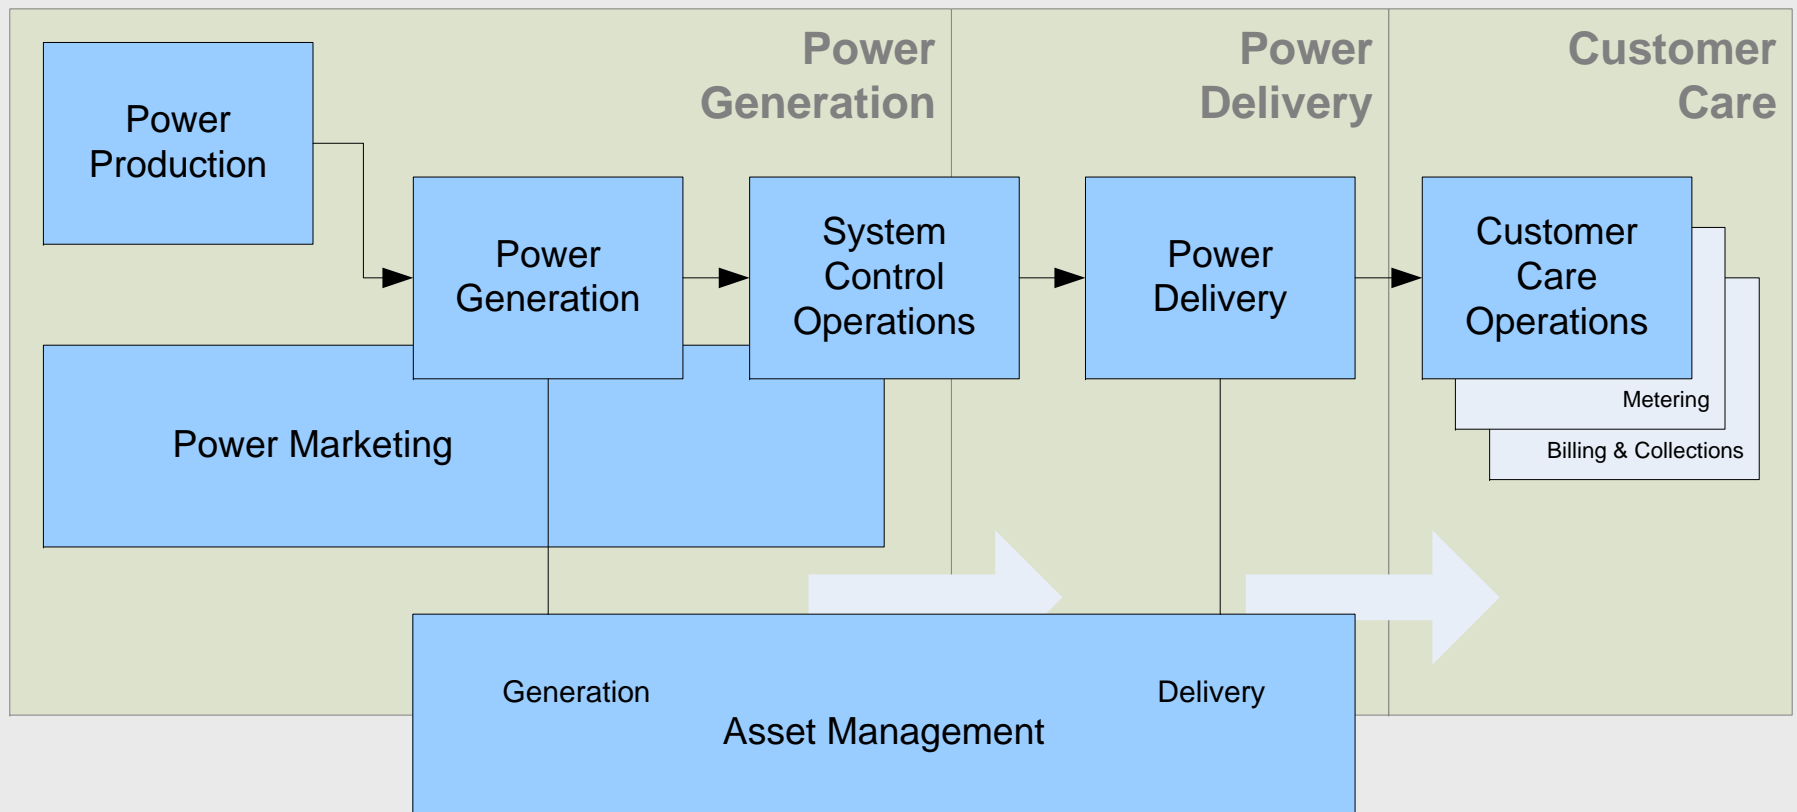 Power
Generation
Power
Delivery
Customer
Care
Power
Production
Power
Generation
System
Control
Operations
Power
Delivery
Customer
Care
Operations
Metering
Billing & Collections
Power Marketing
Generation
Delivery
Asset Management